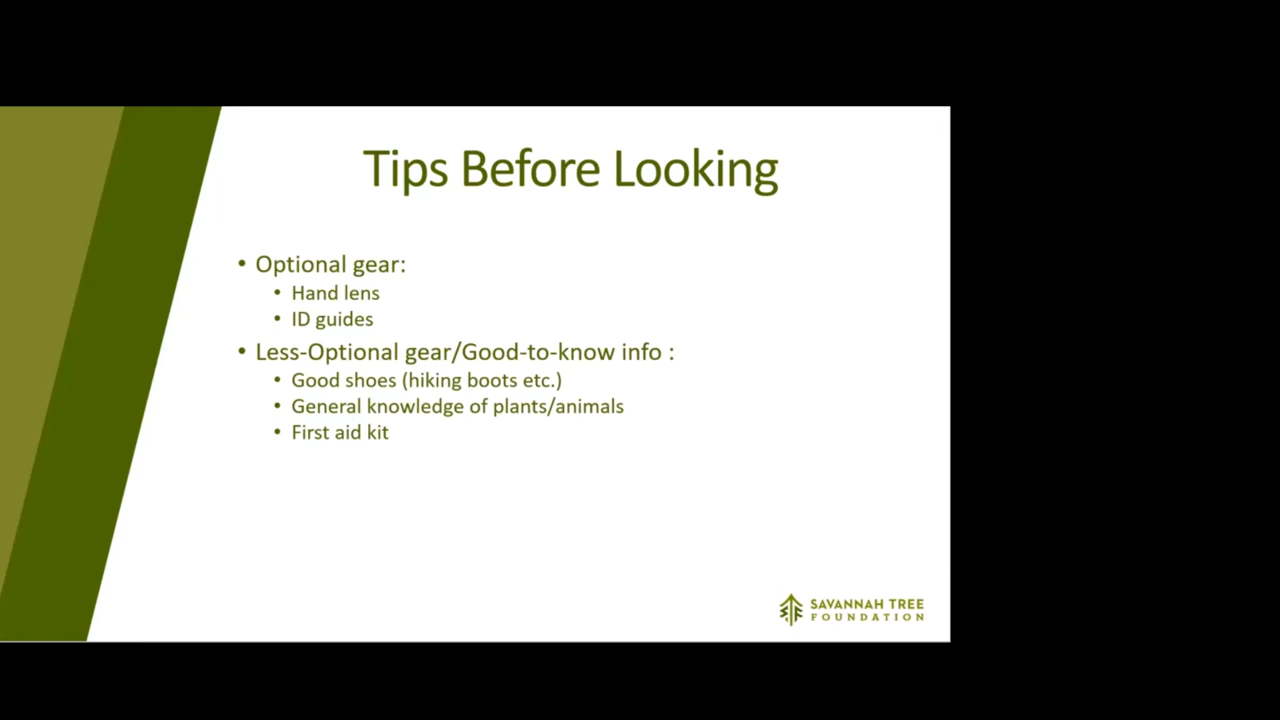 Tips Before Looking
• Optional gear:
• Hand lens
• ID guides
• Less-Optional gear/Good-to-know info :
• Good shoes (hiking boots etc.)
• General knowledge of plants/animals
• First aid kit
SAVANNAH TREE
FOUNDATION